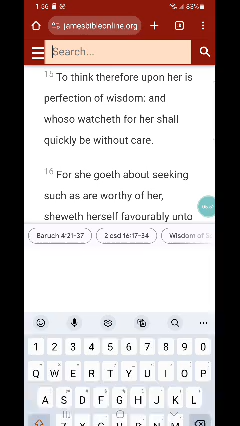 1:56
83%
jamesbibleonline.org
Search...
15 To think therefore upon her is
perfection of wisdom: and
whoso watcheth for her shall
quickly be without care.
16 For she goeth about seeking
such as are worthy of her,
sheweth herself favourably unto
Baruch 4:21-37
2 esd 16:17-34
Wisdom of S
1 2 3 4 5 6 7 8 9 0
Q W E R T Y U I O P
A S D F G H J K L
Z X C V B N M